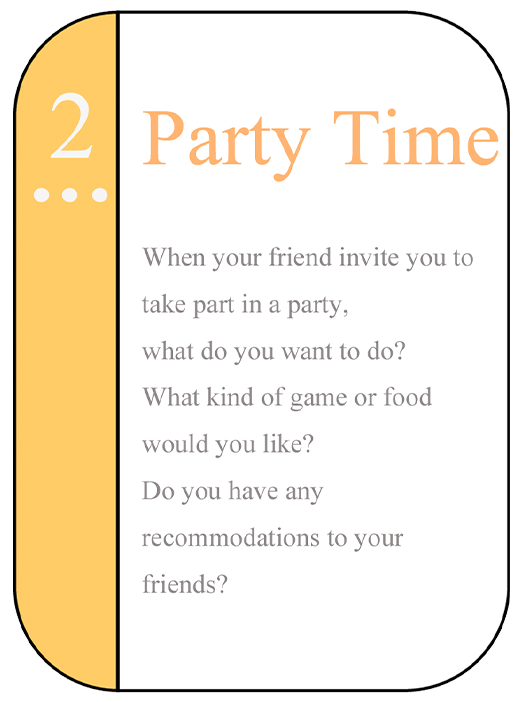 2
Party Time
When your friend invite you to
take part in a party,
what do you want to do?
What kind of game or food
would you like?
Do you have any
recommodations to your
friends?